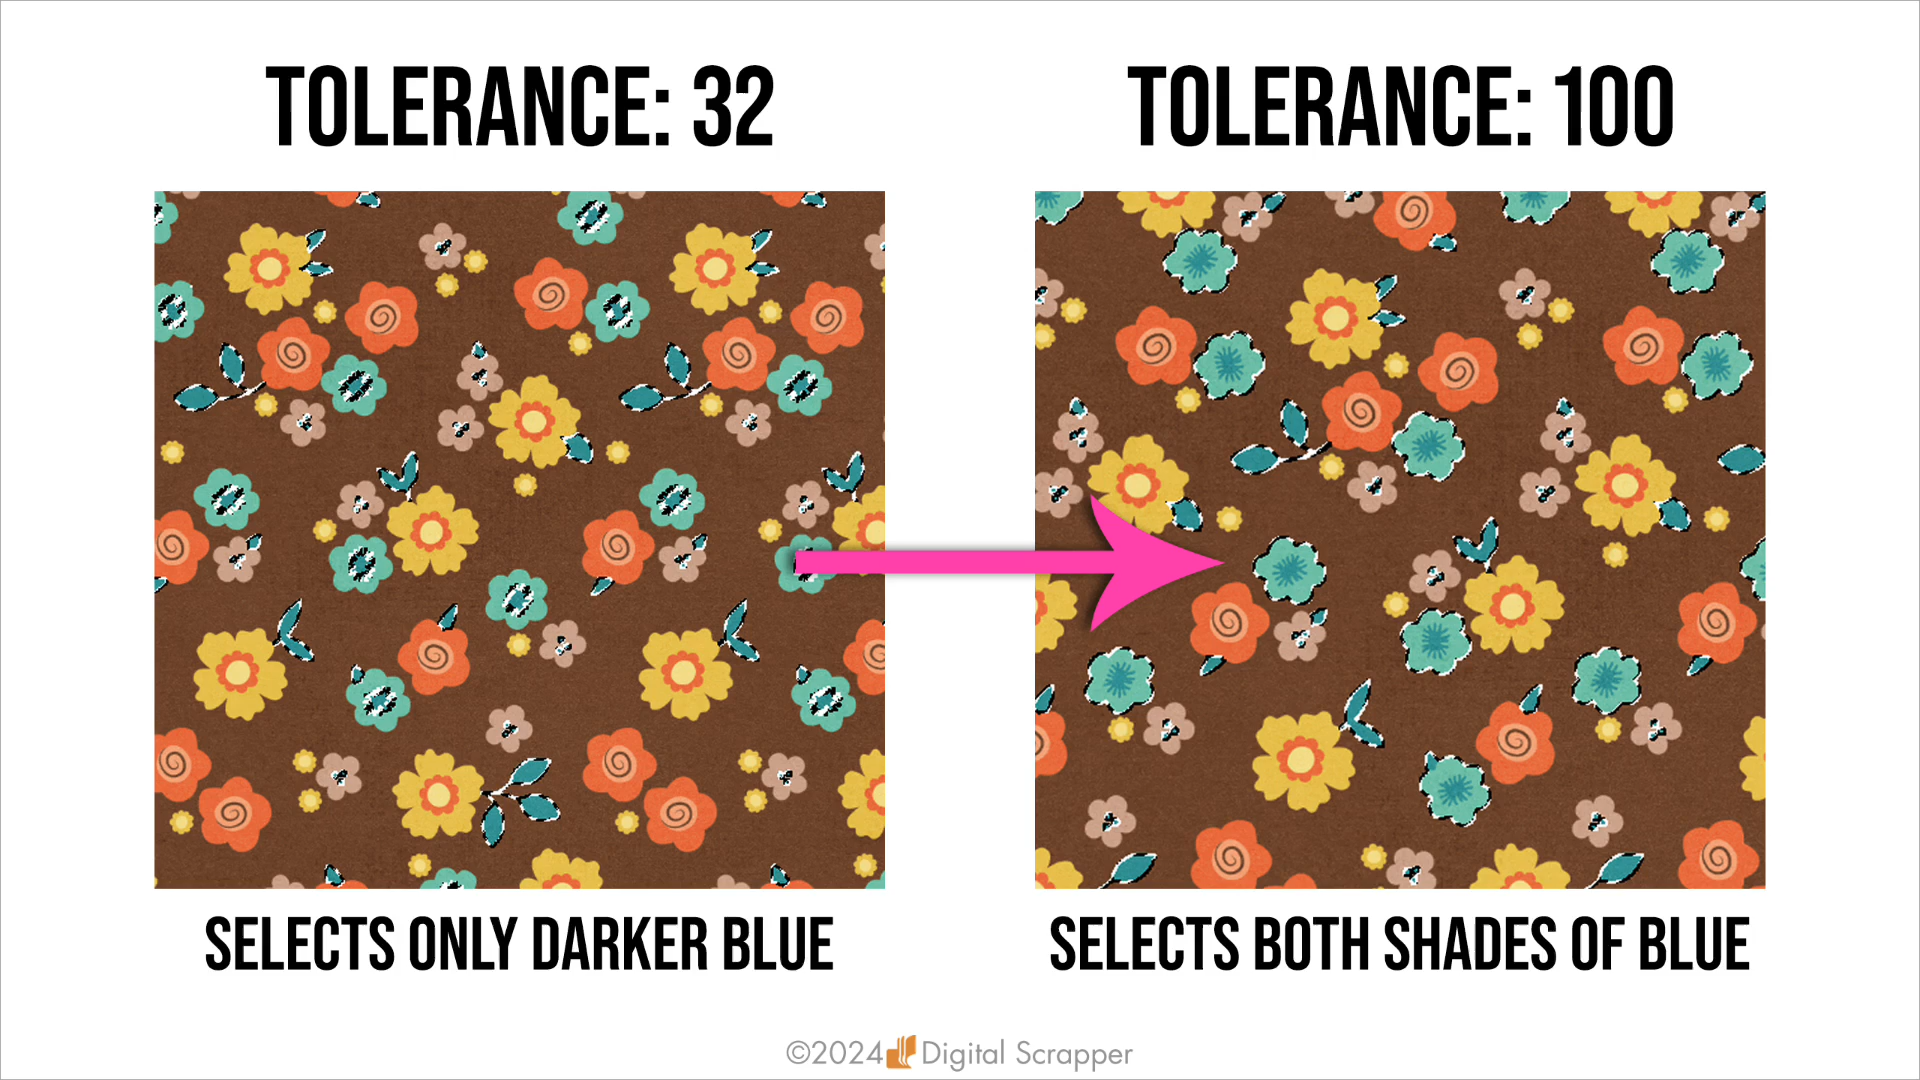 TOLERANCE: 32
TOLERANCE: 100
SELECTS ONLY DARKER BLUE
SELECTS BOTH SHADES OF BLUE
©2024 Digital Scrapper